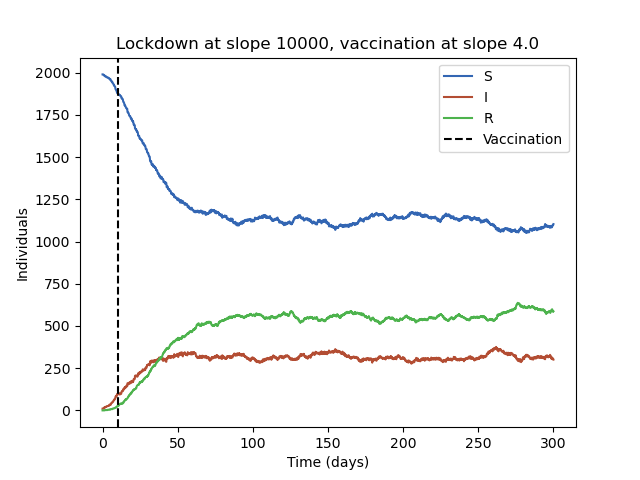 Lockdown at slope 10000, vaccination at slope 4.0
2000
1750
1500
1250
1000
750
500
250
0
Individuals
S
I
R
Vaccination
0 50 100 150 200 250 300
Time (days)